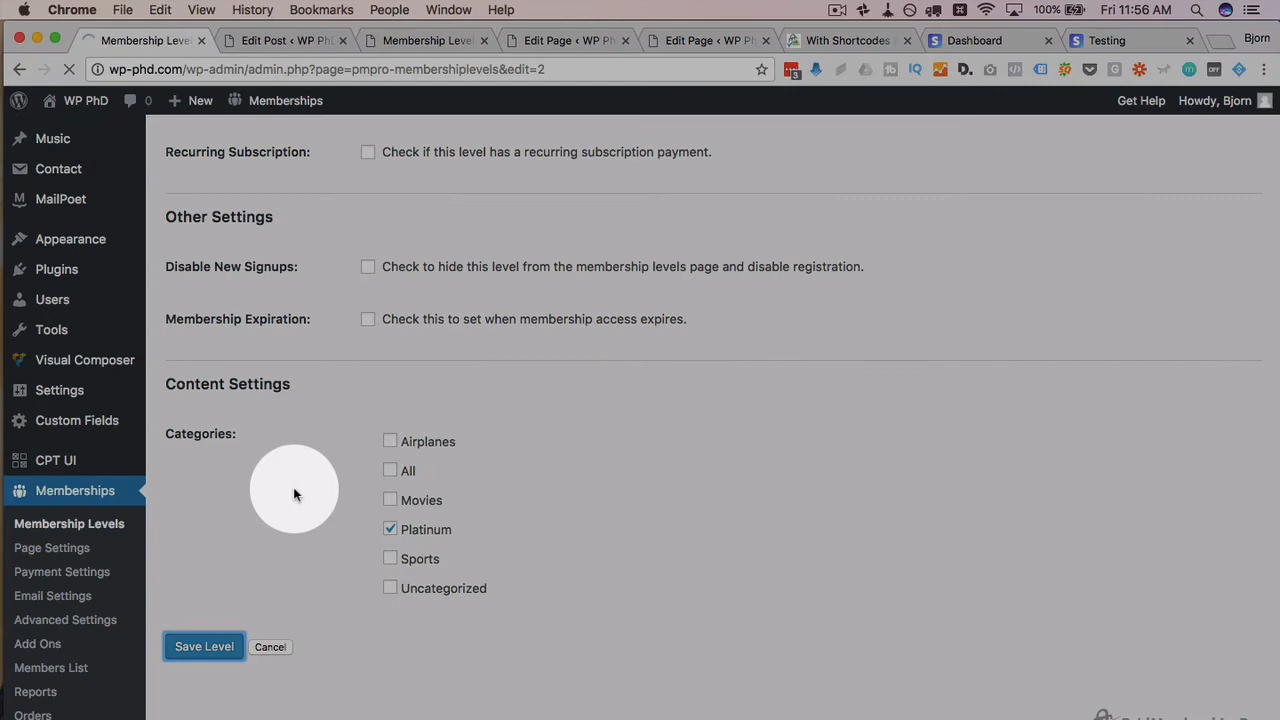 Chrome File Edit View History Bookmarks People Window Help 100% Fri 11:56 AM
Membership Leve Edit Post ‹ WP PhD Membership Leve Edit Page ‹ WP Ph Edit Page ‹ WP Ph With Shortcodes Dashboard Testing Bjorn
wp-phd.com/wp-admin/admin.php?page=pmpro-membershiplevels&edit=2
WP PhD 0 New Memberships Get Help Howdy, Bjorn
Music
Contact
MailPoet
Appearance
Plugins
Users
Tools
Visual Composer
Settings
Custom Fields
CPT UI
Memberships
Membership Levels
Page Settings
Payment Settings
Email Settings
Advanced Settings
Add Ons
Members List
Reports
Orders
Recurring Subscription: Check if this level has a recurring subscription payment.
Other Settings
Disable New Signups: Check to hide this level from the membership levels page and disable registration.
Membership Expiration: Check this to set when membership access expires.
Content Settings
Categories:
Airplanes
All
Movies
Platinum
Sports
Uncategorized
Save Level Cancel